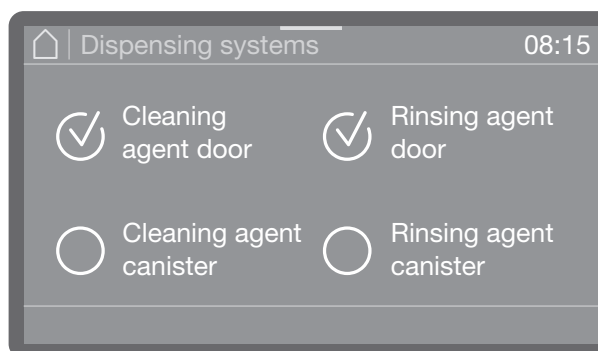 Dispensing systems 08:15
Cleaning
agent door
Rinsing agent
door
Cleaning agent
canister
Rinsing agent
canister